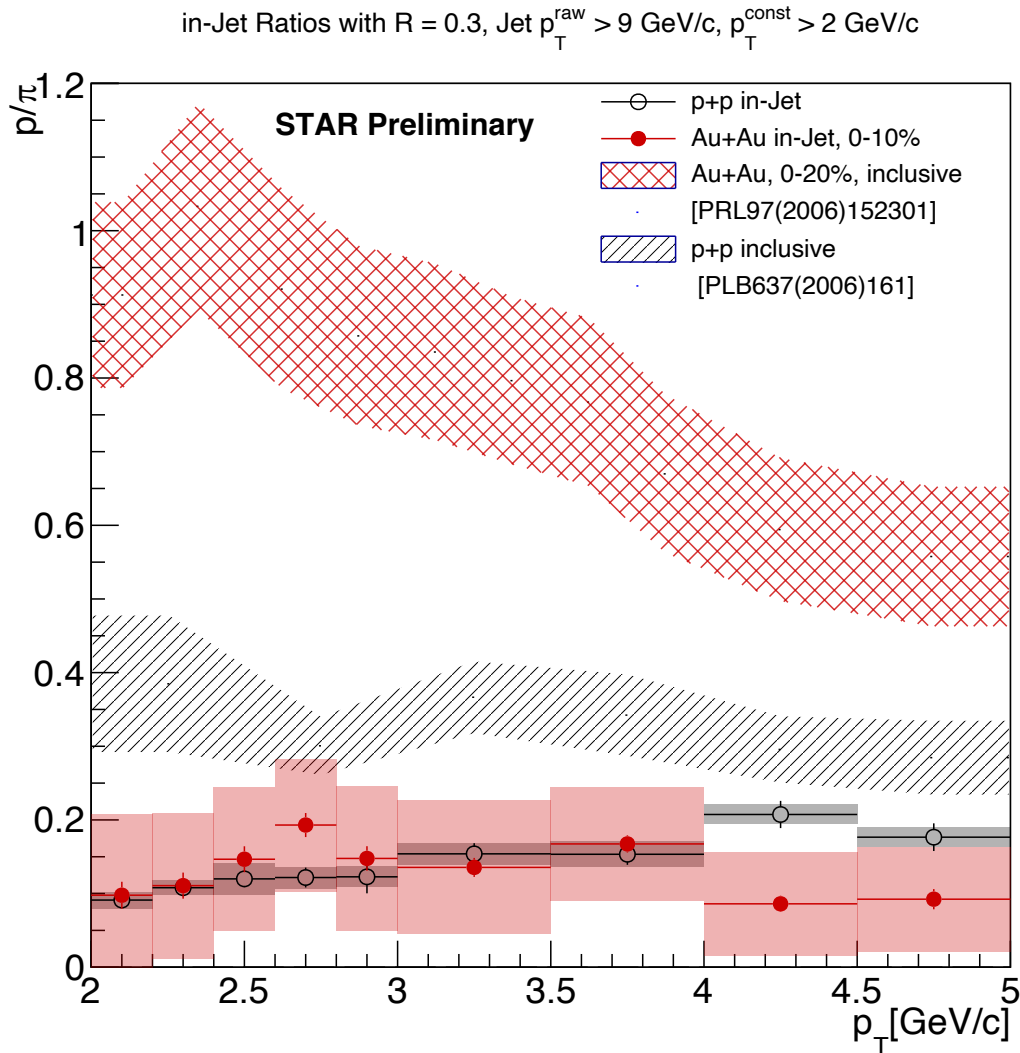 in-Jet Ratios with R = 0.3, Jet p_T^raw > 9 GeV/c, p_T^const > 2 GeV/c
p/π
STAR Preliminary
p+p in-Jet
Au+Au in-Jet, 0-10%
Au+Au, 0-20%, inclusive
[PRL97(2006)152301]
p+p inclusive
[PLB637(2006)161]
1.2
1
0.8
0.6
0.4
0.2
0
2 2.5 3 3.5 4 4.5 5
p_T[GeV/c]